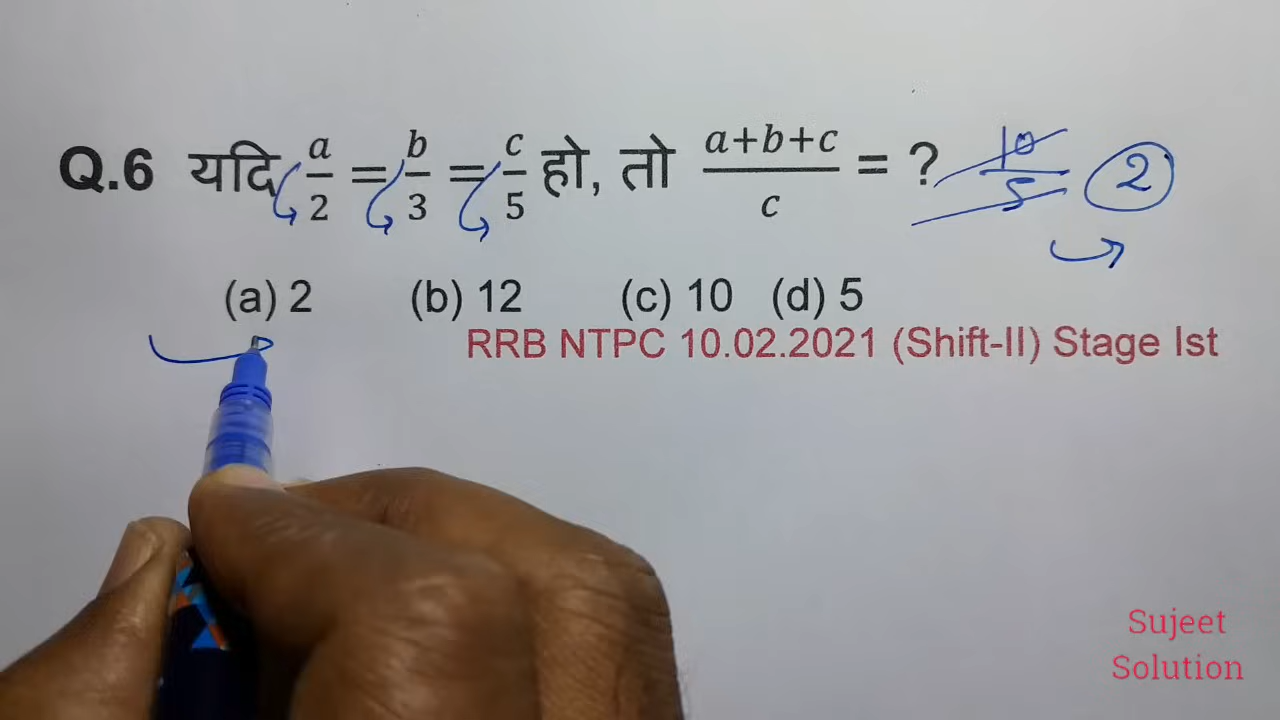 Q.6 यदि a/2 = b/3 = c/5 हो, तो (a+b+c)/c = ? 10/5 2
(a) 2 (b) 12 (c) 10 (d) 5
RRB NTPC 10.02.2021 (Shift-II) Stage Ist
Sujeet
Solution